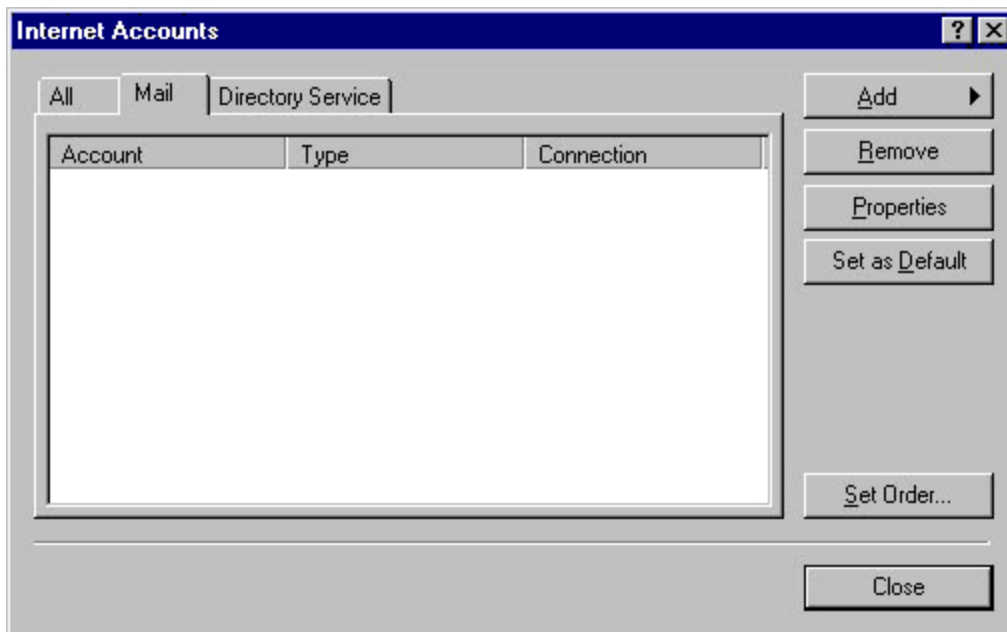 Internet Accounts
?
All Mail Directory Service
Account Type Connection
Add
Remove
Properties
Set as Default
Set Order...
Close